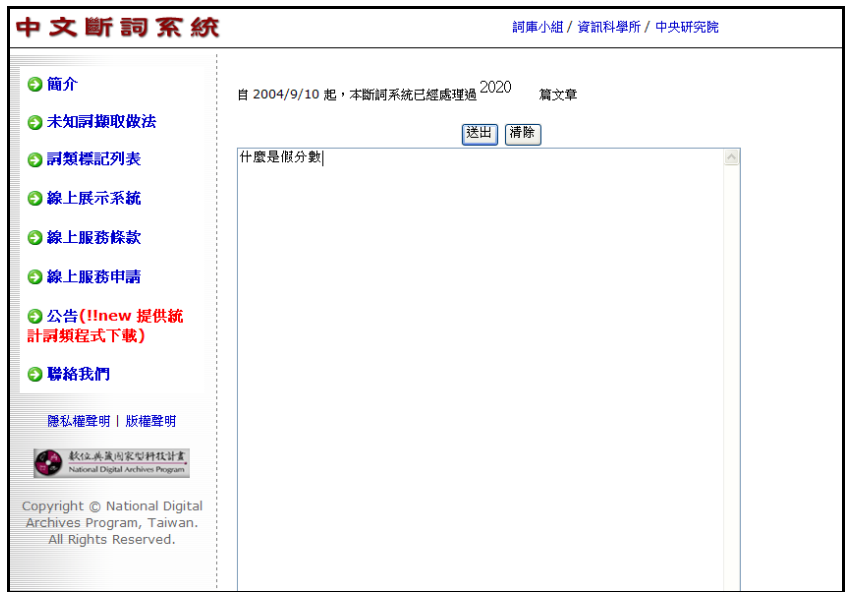 中文斷詞系統
詞庫小組 / 資訊科學所 / 中央研究院
簡介
未知詞擷取做法
詞類標記列表
線上展示系統
線上服務條款
線上服務申請
公告(!!new 提供統
計詞頻程式下載)
聯絡我們
隱私權聲明 | 版權聲明
數位典藏國家型科技計畫
National Digital Archives Program
Copyright © National Digital
Archives Program, Taiwan.
All Rights Reserved.
自 2004/9/10 起，本斷詞系統已經處理過 2020 篇文章
送出 清除
什麼是假分數